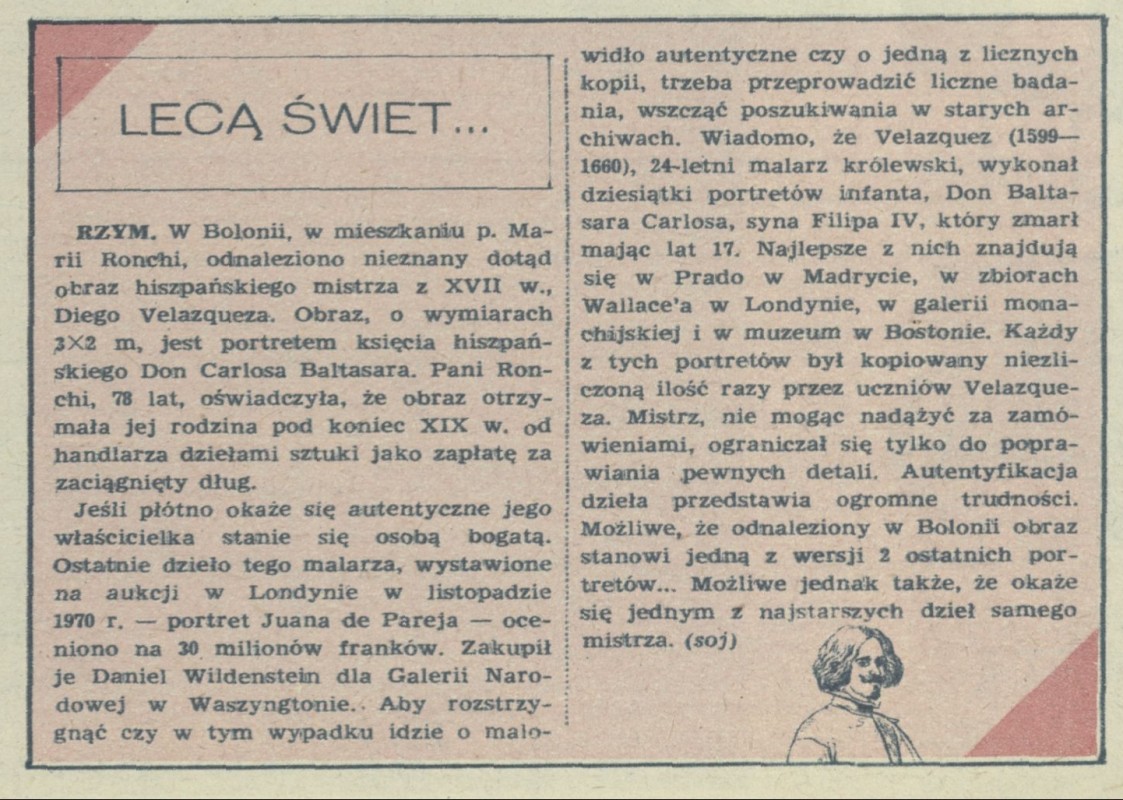 LECĄ ŚWIET...
RZYM. W Bolonii, w mieszkaniu p. Ma-
rii Ronchi, odnaleziono nieznany dotąd
obraz hiszpańskiego mistrza z XVII w.,
Diego Velazqueza. Obraz, o wymiarach
3×2 m, jest portretem księcia hiszpań-
skiego Don Carlosa Baltasara. Pani Ron-
chi, 78 lat, oświadczyła, że obraz otrzy-
mała jej rodzina pod koniec XIX w. od
handlarza dziełami sztuki jako zapłatę za
zaciągnięty dług.
Jeśli płótno okaże się autentyczne jego
właścicielka stanie się osobą bogatą.
Ostatnie dzieło tego malarza, wystawione
na aukcji w Londynie w listopadzie
1970 r. — portret Juana de Pareja — oce-
niono na 30 milionów franków. Zakupił
je Daniel Wildenstein dla Galerii Naro-
dowej w Waszyngtonie. Aby rozstrzy-
gnąć czy w tym wypadku idzie o malo-
widło autentyczne czy o jedną z licznych
kopii, trzeba przeprowadzić liczne bada-
nia, wszcząć poszukiwania w starych ar-
chiwach. Wiadomo, że Velazquez (1599—
1660), 24-letni malarz królewski, wykonał
dziesiątki portretów infanta, Don Balta-
sara Carlosa, syna Filipa IV, który zmarł
mając lat 17. Najlepsze z nich znajdują
się w Prado w Madrycie, w zbiorach
Wallace'a w Londynie, w galerii mona-
chijskiej i w muzeum w Bostonie. Każdy
z tych portretów był kopiowany niezli-
czoną ilość razy przez uczniów Velazque-
za. Mistrz, nie mogąc nadążyć za zamó-
wieniami, ograniczał się tylko do popra-
wiania pewnych detali. Autentyfikacja
dzieła przedstawia ogromne trudności.
Możliwe, że odnaleziony w Bolonii obraz
stanowi jedną z wersji 2 ostatnich por-
tretów... Możliwe jednak także, że okaże
się jednym z najstarszych dzieł samego
mistrza. (soj)